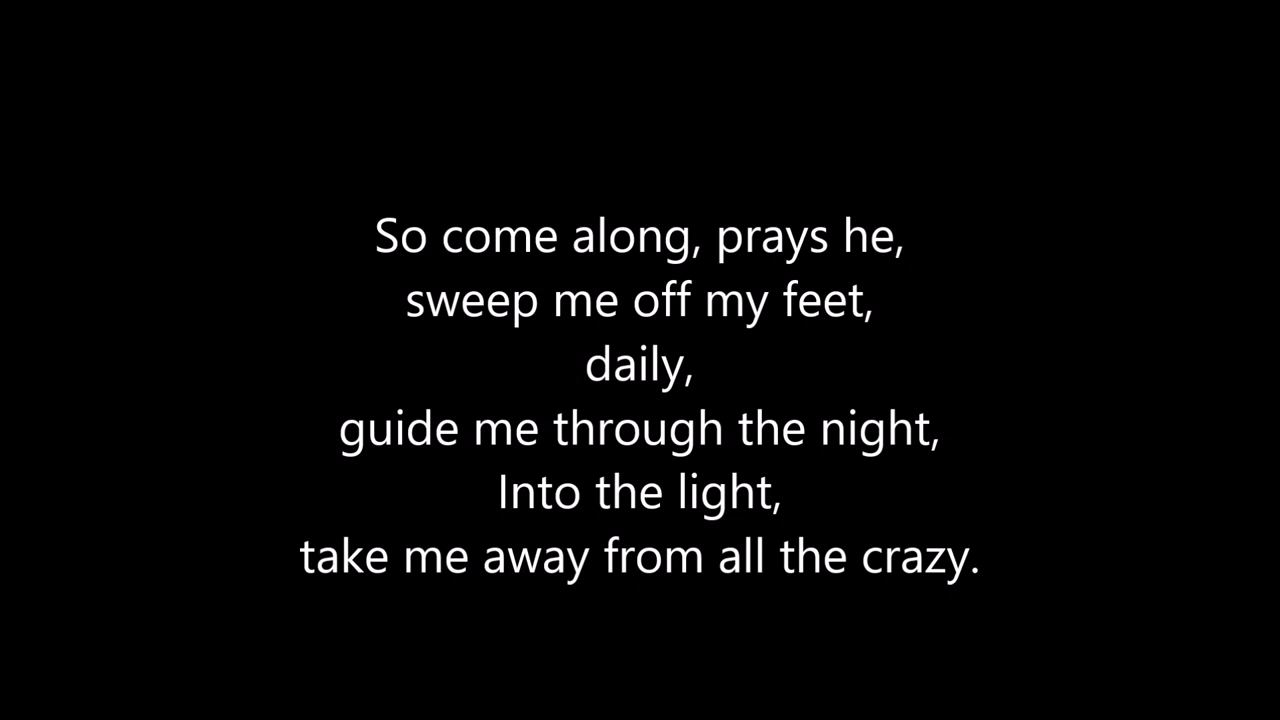 So come along, prays he,
sweep me off my feet,
daily,
guide me through the night,
Into the light,
take me away from all the crazy.